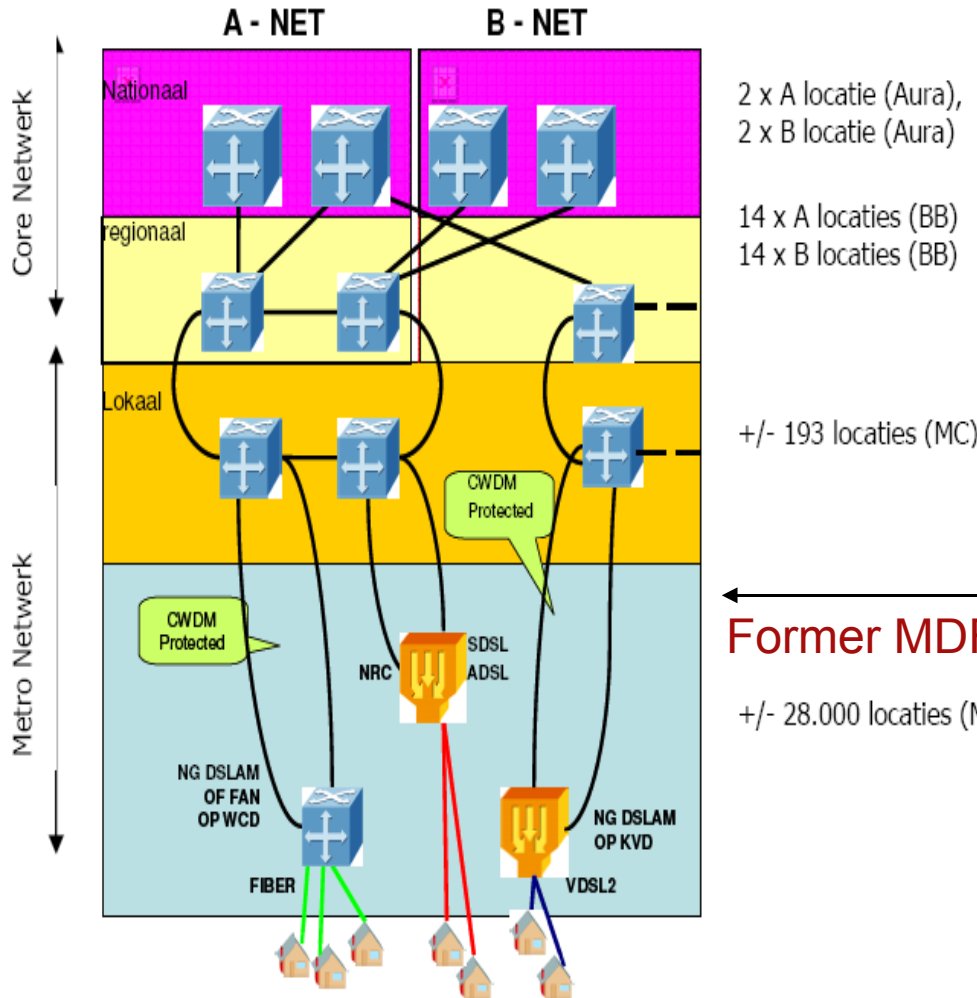 A - NET
B - NET
Core Netwerk
Nationaal
2 x A locatie (Aura),
2 x B locatie (Aura)
regionaal
14 x A locaties (BB)
14 x B locaties (BB)
Metro Netwerk
Lokaal
+/- 193 locaties (MC)
CWDM
Protected
CWDM
Protected
Former
NRC
SDSL
ADSL
+/- 28.000 locaties
NG DSLAM
OF FAN
OP WCD
NG DSLAM
OP KVD
FIBER
VDSL2